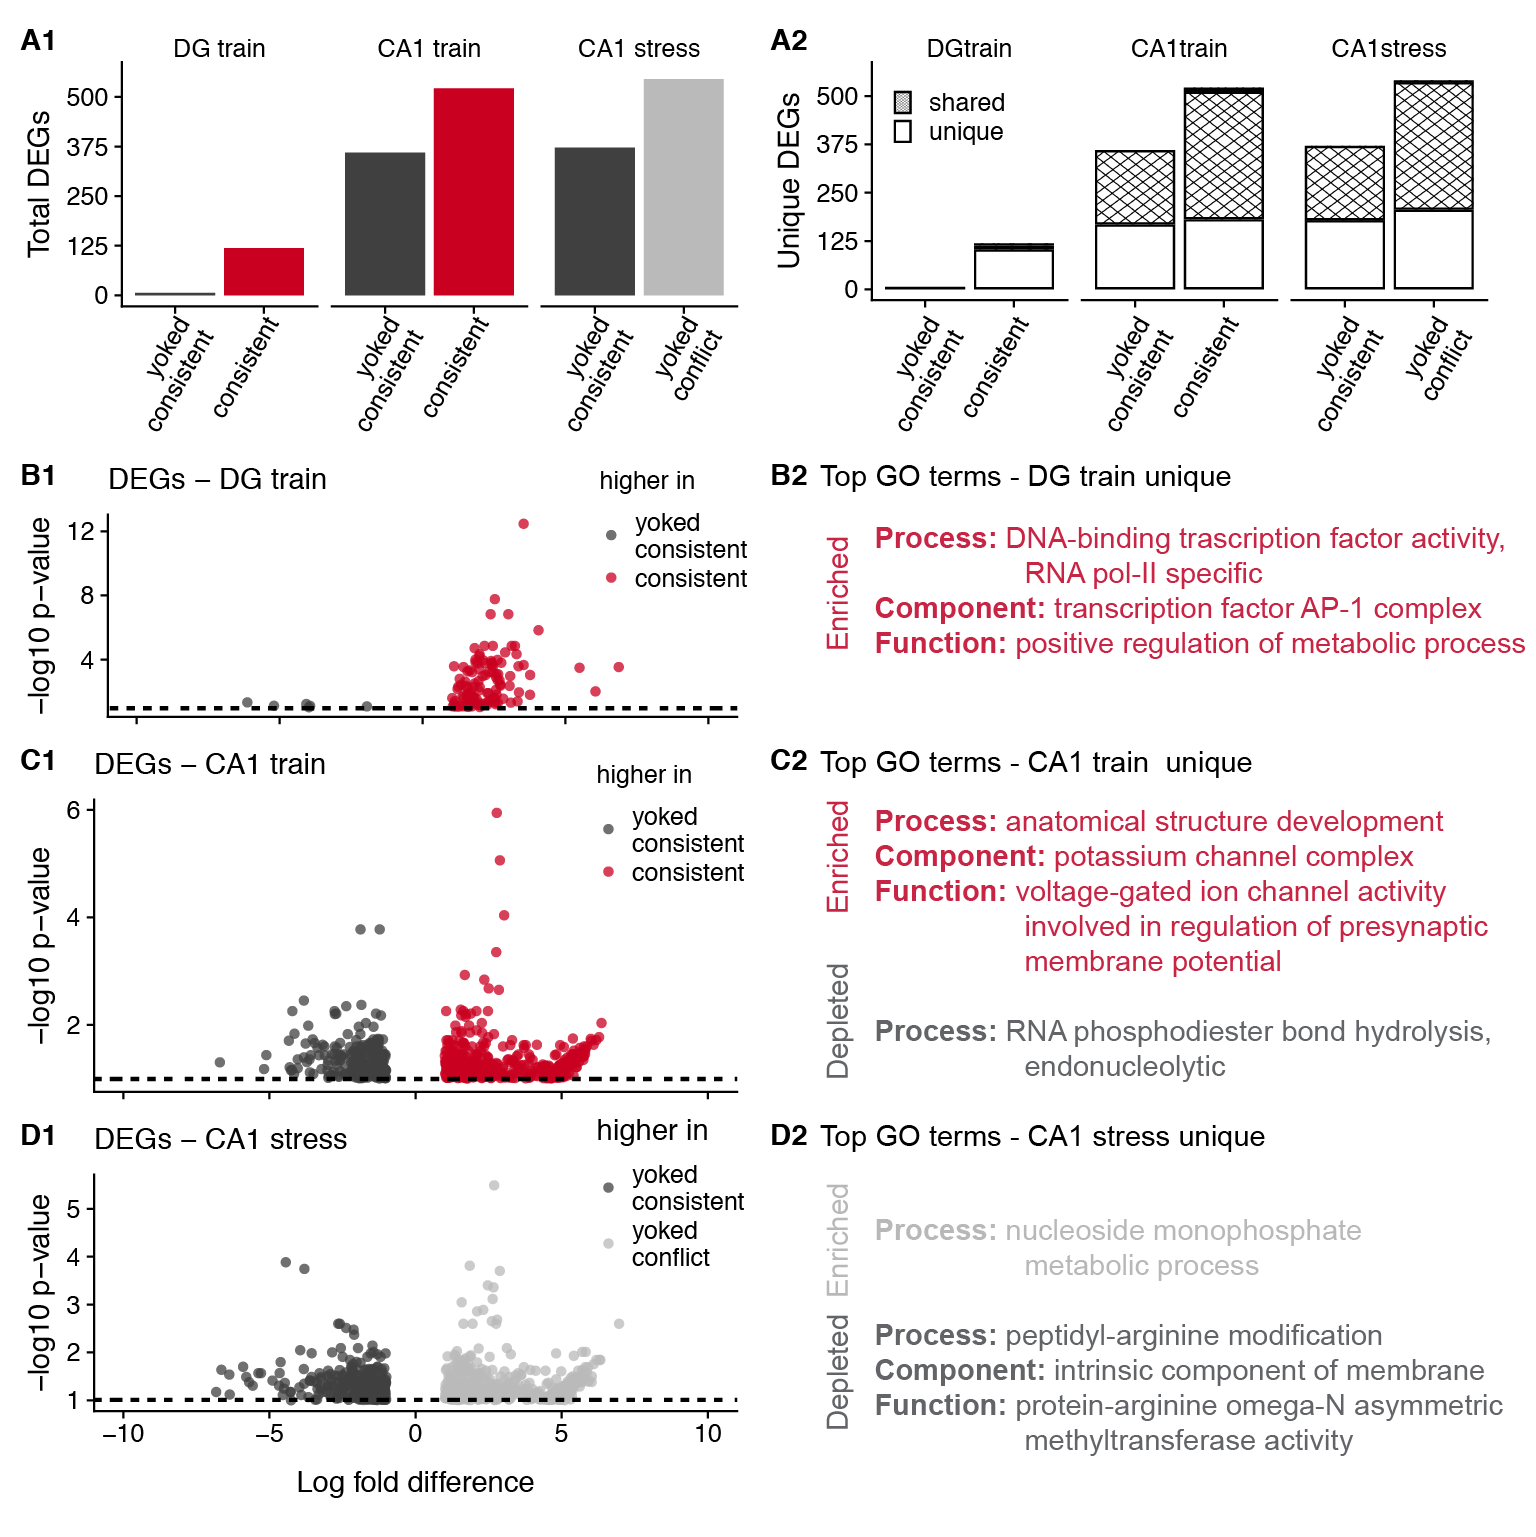 A1
DG train
CA1 train
CA1 stress
Total DEGs
500
375
250
125
0
yoked
consistent
consistent
yoked
consistent
consistent
yoked
consistent
yoked
conflict
A2
DGtrain
CA1train
CA1stress
Unique DEGs
500
375
250
125
0
shared
unique
yoked
consistent
consistent
yoked
consistent
consistent
yoked
consistent
yoked
conflict
B1
DEGs – DG train
higher in
yoked
consistent
consistent
−log10 p−value
12
8
4
B2 Top GO terms - DG train unique
Enriched
Process: DNA-binding trascription factor activity,
RNA pol-II specific
Component: transcription factor AP-1 complex
Function: positive regulation of metabolic process
C1
DEGs – CA1 train
higher in
yoked
consistent
consistent
−log10 p−value
6
4
2
C2 Top GO terms - CA1 train  unique
Enriched
Process: anatomical structure development
Component: potassium channel complex
Function: voltage-gated ion channel activity
involved in regulation of presynaptic
membrane potential
Depleted
Process: RNA phosphodiester bond hydrolysis,
endonucleolytic
D1
DEGs – CA1 stress
higher in
yoked
consistent
yoked
conflict
−log10 p−value
5
4
3
2
1
−10
−5
0
5
10
Log fold difference
D2 Top GO terms - CA1 stress unique
Enriched
Process: nucleoside monophosphate
metabolic process
Depleted
Process: peptidyl-arginine modification
Component: intrinsic component of membrane
Function: protein-arginine omega-N asymmetric
methyltransferase activity